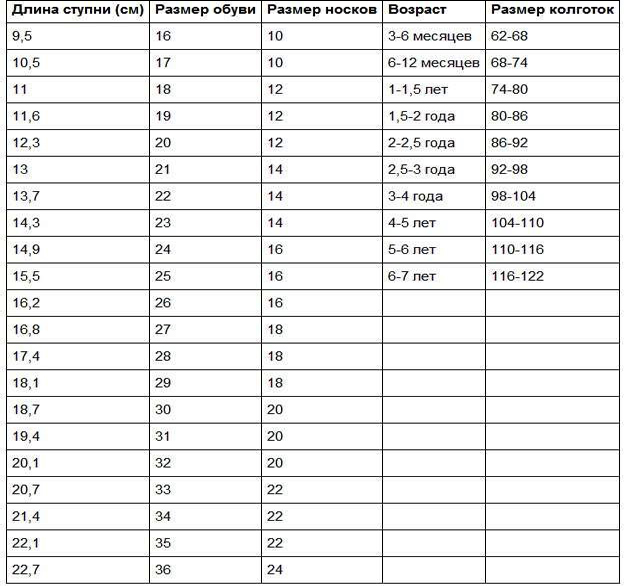 Длина ступни (см) Размер обуви Размер носков Возраст Размер колготок
9,5 16 10 3-6 месяцев 62-68
10,5 17 10 6-12 месяцев 68-74
11 18 12 1-1,5 лет 74-80
11,6 19 12 1,5-2 года 80-86
12,3 20 12 2-2,5 года 86-92
13 21 14 2,5-3 года 92-98
13,7 22 14 3-4 года 98-104
14,3 23 14 4-5 лет 104-110
14,9 24 16 5-6 лет 110-116
15,5 25 16 6-7 лет 116-122
16,2 26 16
16,8 27 18
17,4 28 18
18,1 29 18
18,7 30 20
19,4 31 20
20,1 32 20
20,7 33 22
21,4 34 22
22,1 35 22
22,7 36 24